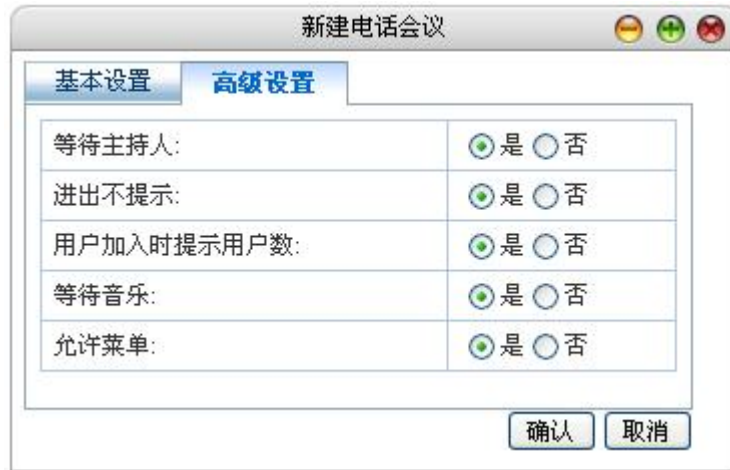 新建电话会议
基本设置 高级设置
等待主持人: 是 否
进出不提示: 是 否
用户加入时提示用户数: 是 否
等待音乐: 是 否
允许菜单: 是 否
确认 取消